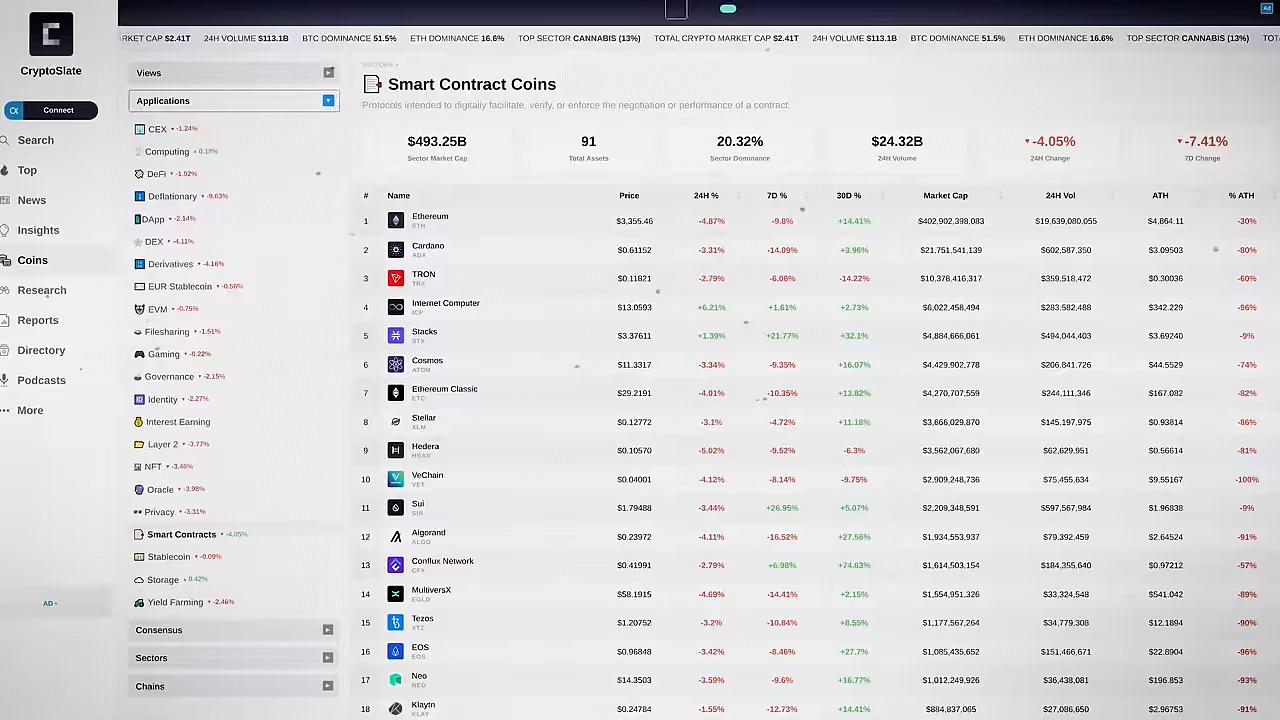 Ad
RKET CAP $2.41T 24H VOLUME $113.1B BTC DOMINANCE 51.5% ETH DOMINANCE 16.6% TOP SECTOR CANNABIS (13%) TOTAL CRYPTO MARKET CAP $2.41T 24H VOLUME $113.1B BTC DOMINANCE 51.5% ETH DOMINANCE 16.6% TOP SECTOR CANNABIS (13%) TOT
CryptoSlate
Connect
Search
Top
News
Insights
Coins
Research
Reports
Directory
Podcasts
More
AD
Views
Applications
CEX -1.24%
Computing 0.18%
DeFi -1.02%
Deflationary -9.63%
DApp -2.14%
DEX -4.11%
Derivatives -4.16%
EUR Stablecoin -0.56%
EVM -0.75%
Filesharing -1.51%
Gaming -0.22%
Governance -2.15%
Identity -2.27%
Interest Earning
Layer 2 -3.77%
NFT -3.46%
Oracle -3.98%
Privacy -3.31%
Smart Contracts -4.05%
Stablecoin -0.09%
Storage 0.42%
Yield Farming -2.46%
Consensus
Sectors
Chains
SECTORS
Smart Contract Coins
Protocols intended to digitally facilitate, verify, or enforce the negotiation or performance of a contract.
$493.25B 91 20.32% $24.32B -4.05% -7.41%
Sector Market Cap Total Assets Sector Dominance 24H Volume 24H Change 7D Change
# Name Price 24H % 7D % 30D % Market Cap 24H Vol ATH % ATH
1 Ethereum ETH $3,355.46 -4.87% -9.8% +14.41% $402,902,398,083 $19,639,080,055 $4,864.11 -30%
2 Cardano ADA $0.61152 -3.31% -14.09% +3.96% $21,751,541,139 $602,587,301 $3.09503 -80%
3 TRON TRX $0.11821 -2.79% -6.06% -14.22% $10,378,416,317 $359,518,172 $0.30036 -60%
4 Internet Computer ICP $13.0593 +6.21% +1.61% +2.73% $6,022,458,494 $283,582,486 $342.220 -96%
5 Stacks STX $3.37611 +1.39% +21.77% +32.1% $4,884,666,061 $494,044,403 $3.69240 -9%
6 Cosmos ATOM $11.3317 -3.34% -9.35% +16.07% $4,429,902,778 $206,641,726 $44.5529 -74%
7 Ethereum Classic ETC $29.2191 -4.01% -10.35% +13.82% $4,270,707,559 $244,111,346 $167.082 -82%
8 Stellar XLM $0.12772 -3.1% -4.72% +11.18% $3,666,029,870 $145,197,975 $0.93814 -86%
9 Hedera HBAR $0.10570 -5.02% -9.52% -6.3% $3,562,067,680 $62,629,951 $0.56614 -81%
10 VeChain VET $0.04001 -4.12% -8.14% -9.75% $2,909,248,736 $75,455,634 $9.55167 -100%
11 Sui SUI $1.79488 -3.44% +26.95% +5.07% $2,209,348,591 $597,567,934 $1.96838 -9%
12 Algorand ALGO $0.23972 -4.11% -16.52% +27.56% $1,934,553,937 $79,392,459 $2.64524 -91%
13 Conflux Network CFX $0.41991 -2.79% +6.98% +74.63% $1,614,503,154 $184,355,640 $0.97212 -57%
14 MultiversX EGLD $58.1915 -4.69% -14.41% +2.15% $1,554,951,326 $33,324,548 $541.042 -89%
15 Tezos XTZ $1.20752 -3.2% -10.84% +8.55% $1,177,567,264 $34,779,308 $12.1894 -90%
16 EOS EOS $0.96848 -3.42% -8.46% +27.7% $1,085,435,652 $151,466,671 $22.8904 -96%
17 Neo NEO $14.3503 -3.59% -9.6% +16.77% $1,012,249,926 $36,438,081 $196.853 -93%
18 Klaytn KLAY $0.24784 -1.55% -12.73% +14.41% $884,837,065 $27,086,650 $2.96753 -91%